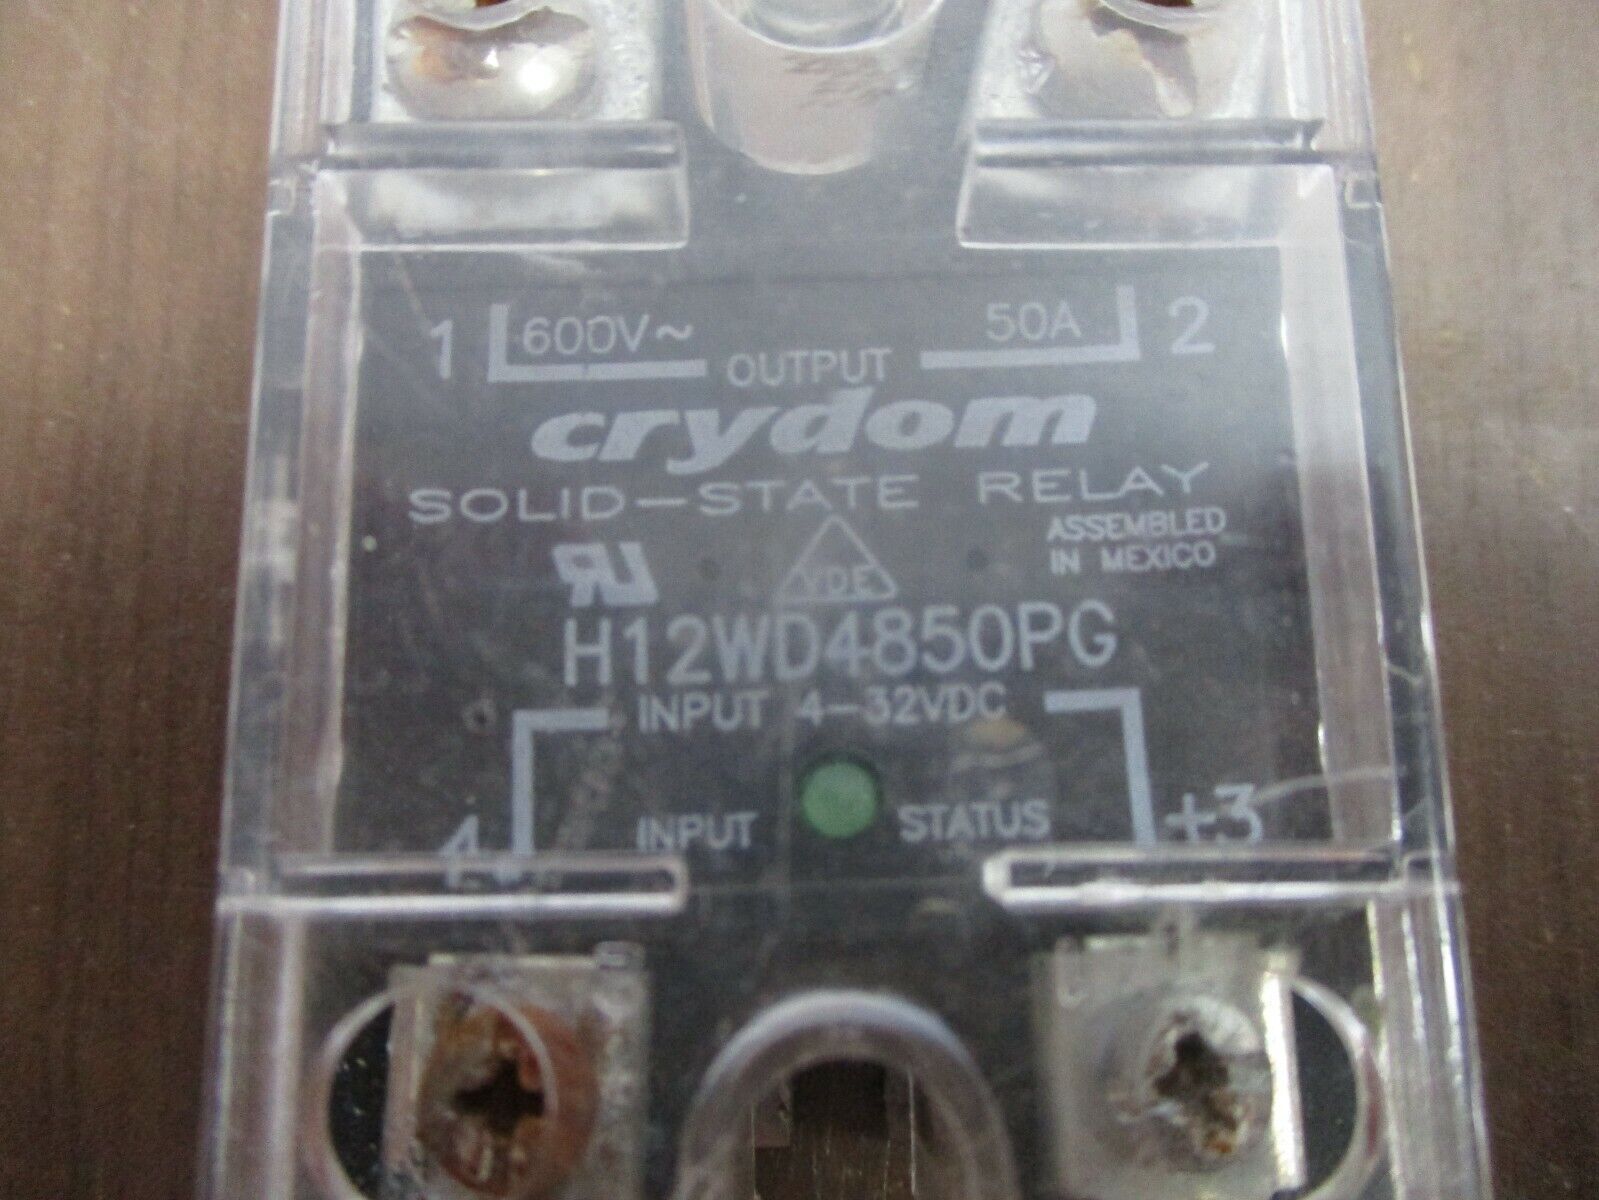 1 600V~ 50A 2
OUTPUT
crydom
SOLID-STATE RELAY
ASSEMBLED
IN MEXICO
RU
VDE
H12WD4850PG
INPUT 4-32VDC
4 INPUT STATUS +3